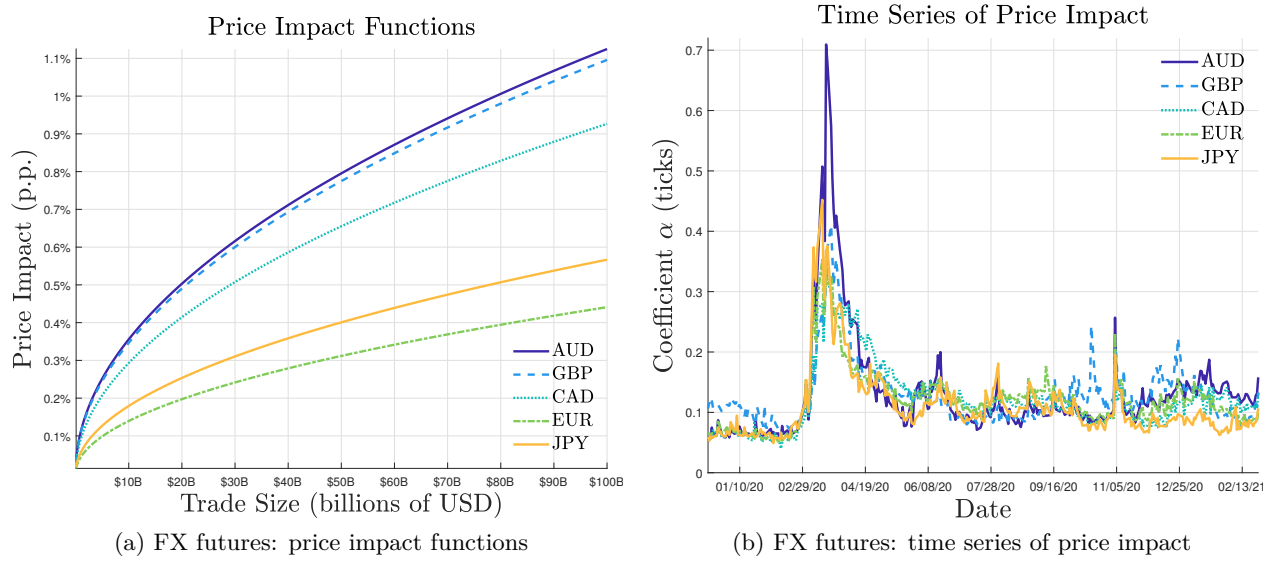 Price Impact Functions
Price Impact (p.p.)
1.1%
1%
0.9%
0.8%
0.7%
0.6%
0.5%
0.4%
0.3%
0.2%
0.1%
AUD
GBP
CAD
EUR
JPY
$10B $20B $30B $40B $50B $60B $70B $80B $90B $100B
Trade Size (billions of USD)
(a) FX futures: price impact functions
Time Series of Price Impact
Coefficient α (ticks)
0.7
0.6
0.5
0.4
0.3
0.2
0.1
0
AUD
GBP
CAD
EUR
JPY
01/10/20 02/29/20 04/19/20 06/08/20 07/28/20 09/16/20 11/05/20 12/25/20 02/13/21
Date
(b) FX futures: time series of price impact